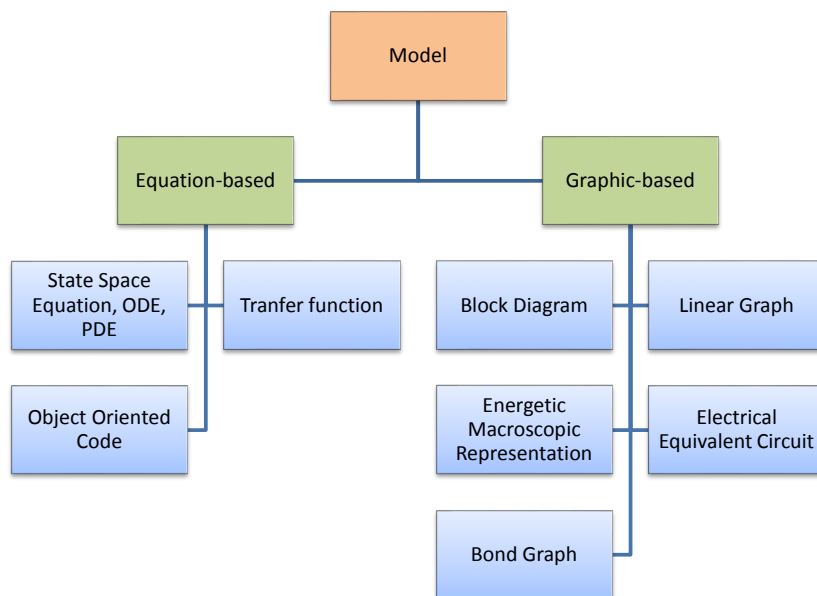 Model
Equation-based
Graphic-based
State Space
Equation, ODE,
PDE
Tranfer function
Block Diagram
Linear Graph
Object Oriented
Code
Energetic
Macroscopic
Representation
Electrical
Equivalent Circuit
Bond Graph